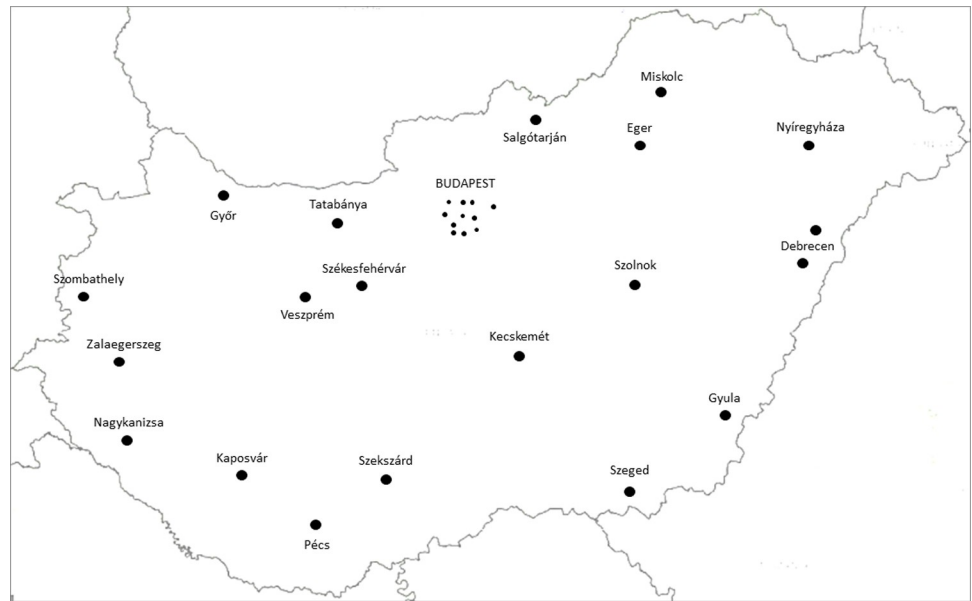 Miskolc
Salgótarján
Eger
Nyíregyháza
BUDAPEST
Győr
Tatabánya
Debrecen
Székesfehérvár
Szolnok
Szombathely
Veszprém
Kecskemét
Zalaegerszeg
Gyula
Nagykanizsa
Kaposvár
Szekszárd
Szeged
Pécs